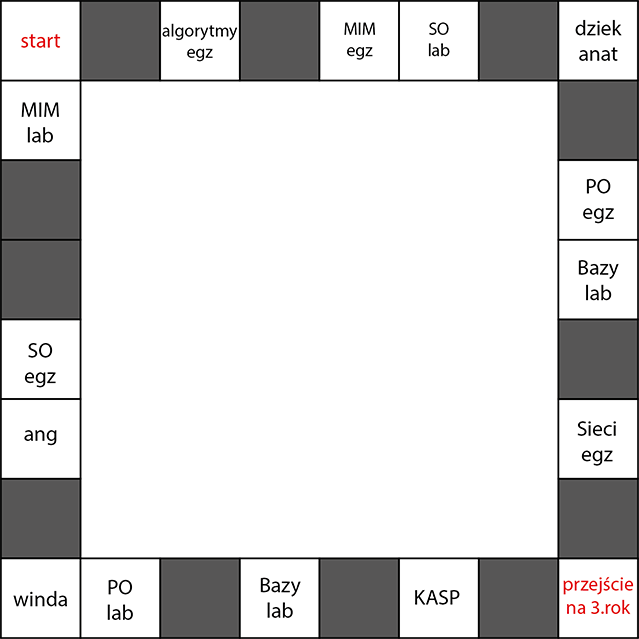 start
algorytmy
egz
MIM
egz
SO
lab
dziek
anat
MIM
lab
PO
egz
Bazy
lab
SO
egz
ang
Sieci
egz
winda
PO
lab
Bazy
lab
KASP
przejście
na 3.rok